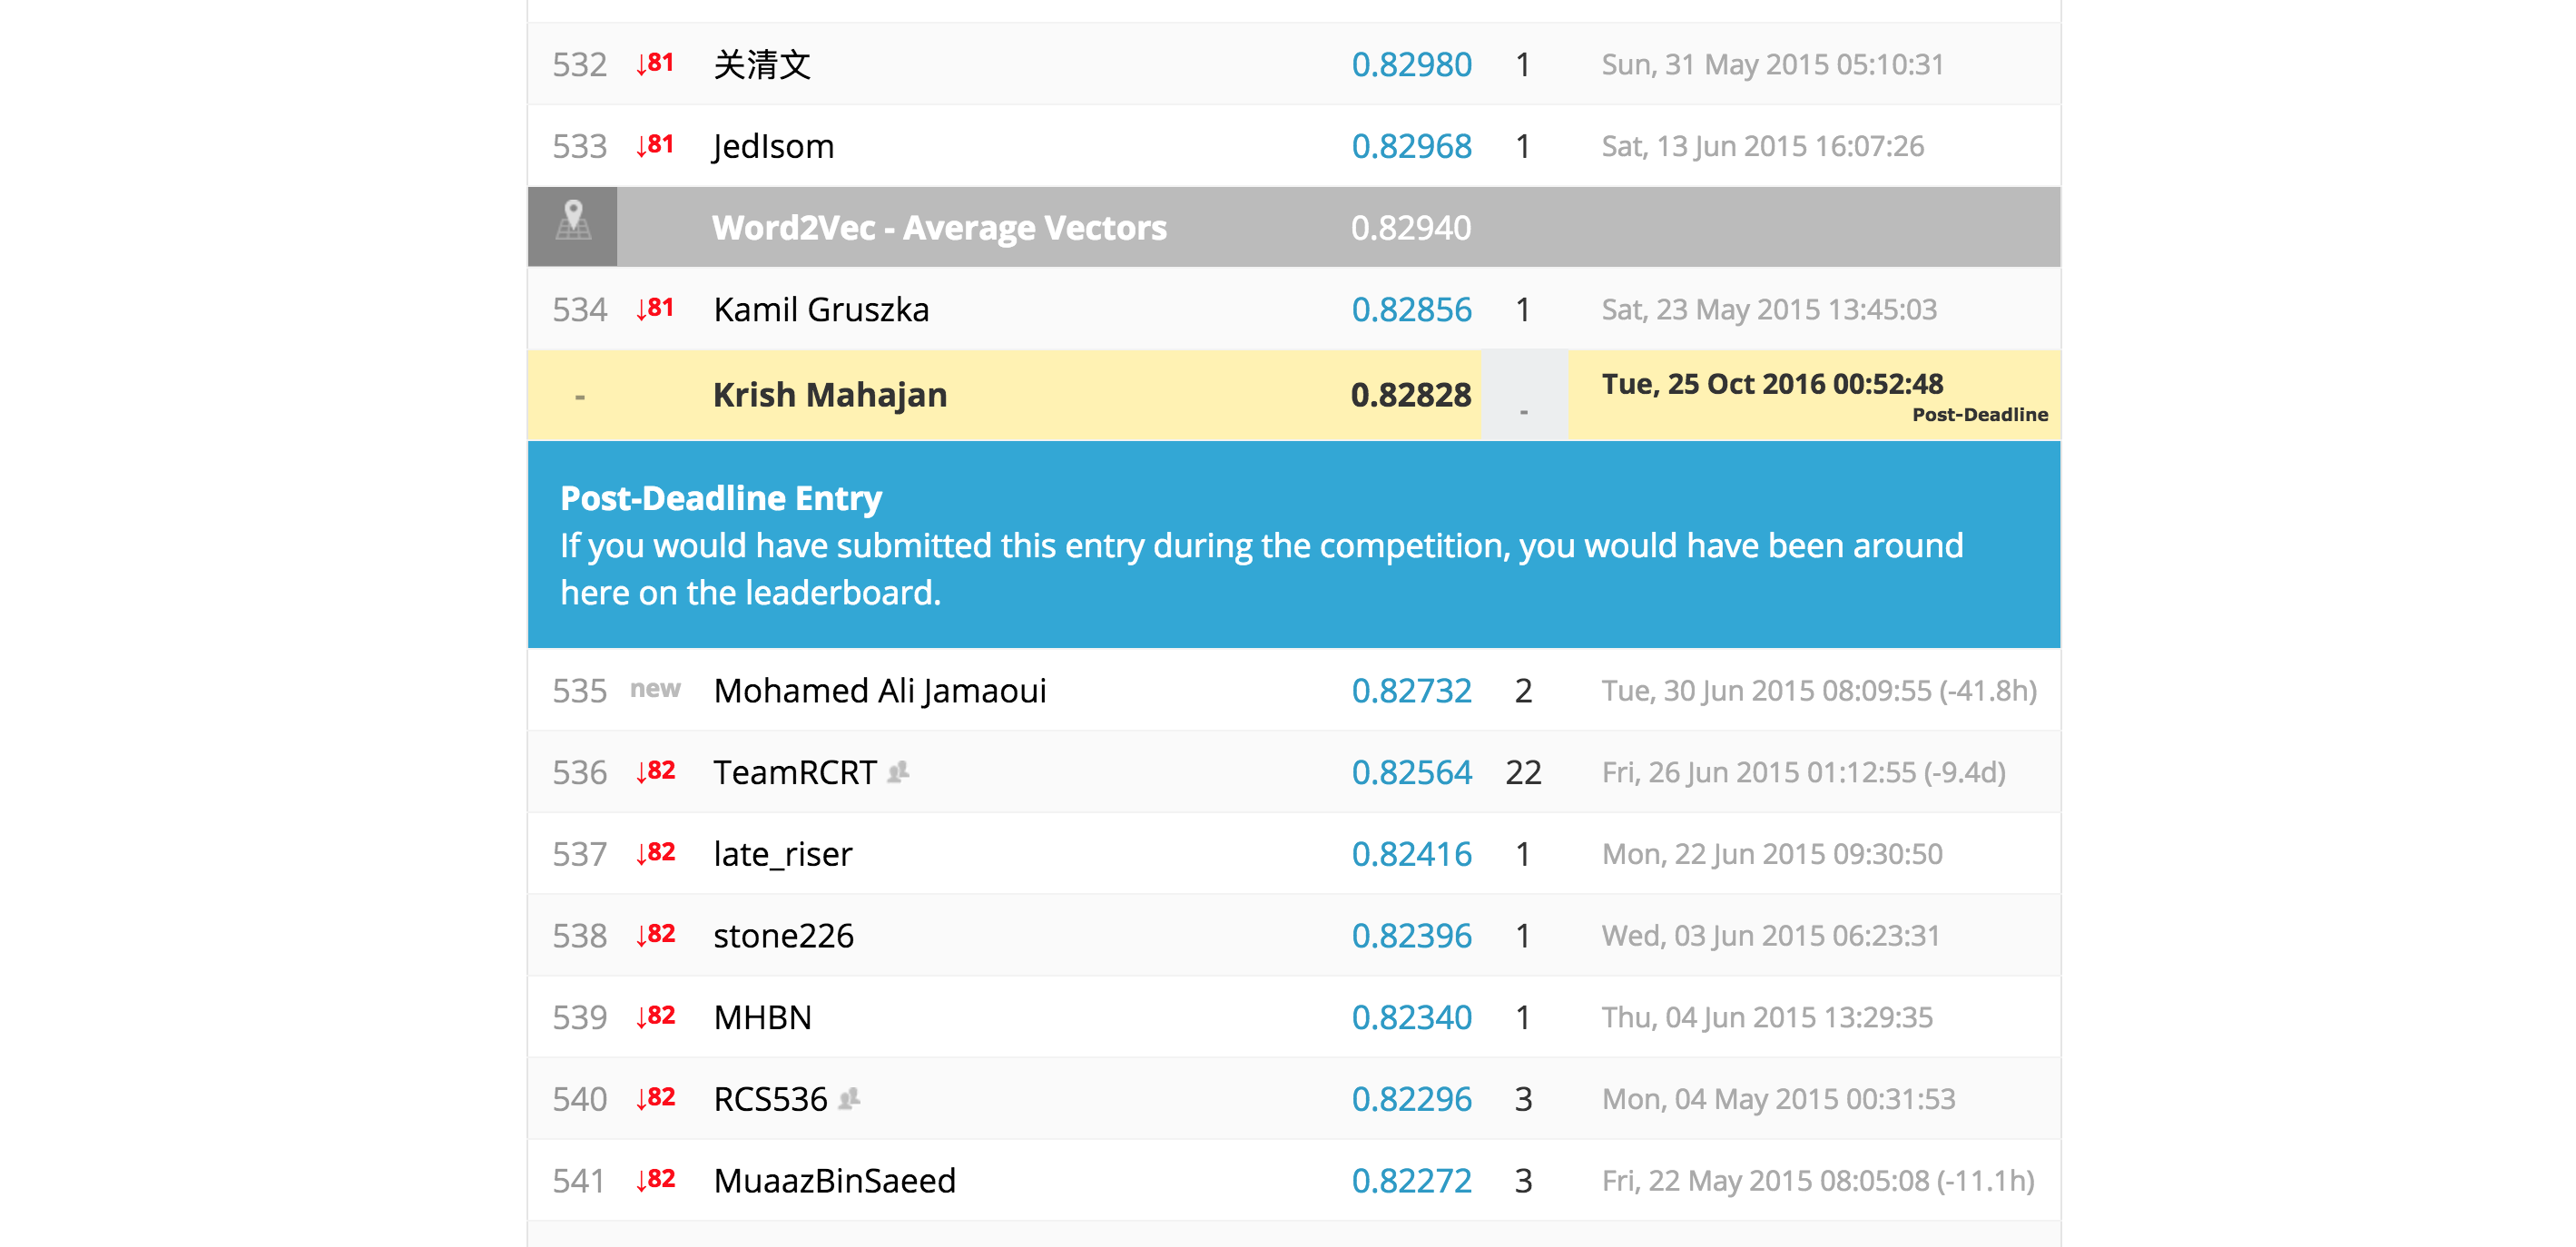 532 ↓81 关清文 0.82980 1 Sun, 31 May 2015 05:10:31
533 ↓81 JedIsom 0.82968 1 Sat, 13 Jun 2015 16:07:26
Word2Vec - Average Vectors 0.82940
534 ↓81 Kamil Gruszka 0.82856 1 Sat, 23 May 2015 13:45:03
- Krish Mahajan 0.82828 - Tue, 25 Oct 2016 00:52:48
Post-Deadline
Post-Deadline Entry
If you would have submitted this entry during the competition, you would have been around
here on the leaderboard.
535 new Mohamed Ali Jamaoui 0.82732 2 Tue, 30 Jun 2015 08:09:55 (-41.8h)
536 ↓82 TeamRCRT 0.82564 22 Fri, 26 Jun 2015 01:12:55 (-9.4d)
537 ↓82 late_riser 0.82416 1 Mon, 22 Jun 2015 09:30:50
538 ↓82 stone226 0.82396 1 Wed, 03 Jun 2015 06:23:31
539 ↓82 MHBN 0.82340 1 Thu, 04 Jun 2015 13:29:35
540 ↓82 RCS536 0.82296 3 Mon, 04 May 2015 00:31:53
541 ↓82 MuaazBinSaeed 0.82272 3 Fri, 22 May 2015 08:05:08 (-11.1h)